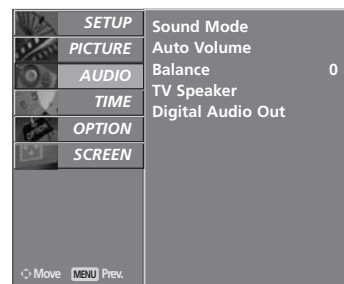 SETUP
PICTURE
AUDIO
TIME
OPTION
SCREEN
Move MENU Prev.
Sound Mode
Auto Volume
Balance 0
TV Speaker
Digital Audio Out